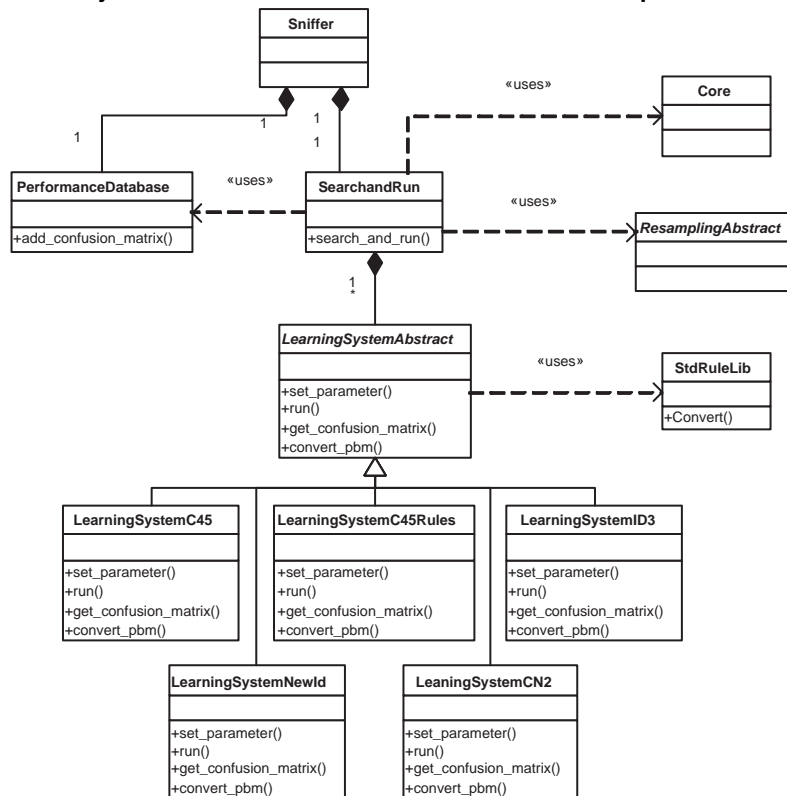 Sniffer
«uses»
Core
1
1
1
1
PerformanceDatabase
+add_confusion_matrix()
«uses»
SearchandRun
+search_and_run()
«uses»
ResamplingAbstract
1
*
LearningSystemAbstract
+set_parameter()
+run()
+get_confusion_matrix()
+convert_pbm()
«uses»
StdRuleLib
+Convert()
LearningSystemC45
+set_parameter()
+run()
+get_confusion_matrix()
+convert_pbm()
LearningSystemC45Rules
+set_parameter()
+run()
+get_confusion_matrix()
+convert_pbm()
LearningSystemID3
+set_parameter()
+run()
+get_confusion_matrix()
+convert_pbm()
LearningSystemNewId
+set_parameter()
+run()
+get_confusion_matrix()
+convert_pbm()
LeaningSystemCN2
+set_parameter()
+run()
+get_confusion_matrix()
+convert_pbm()